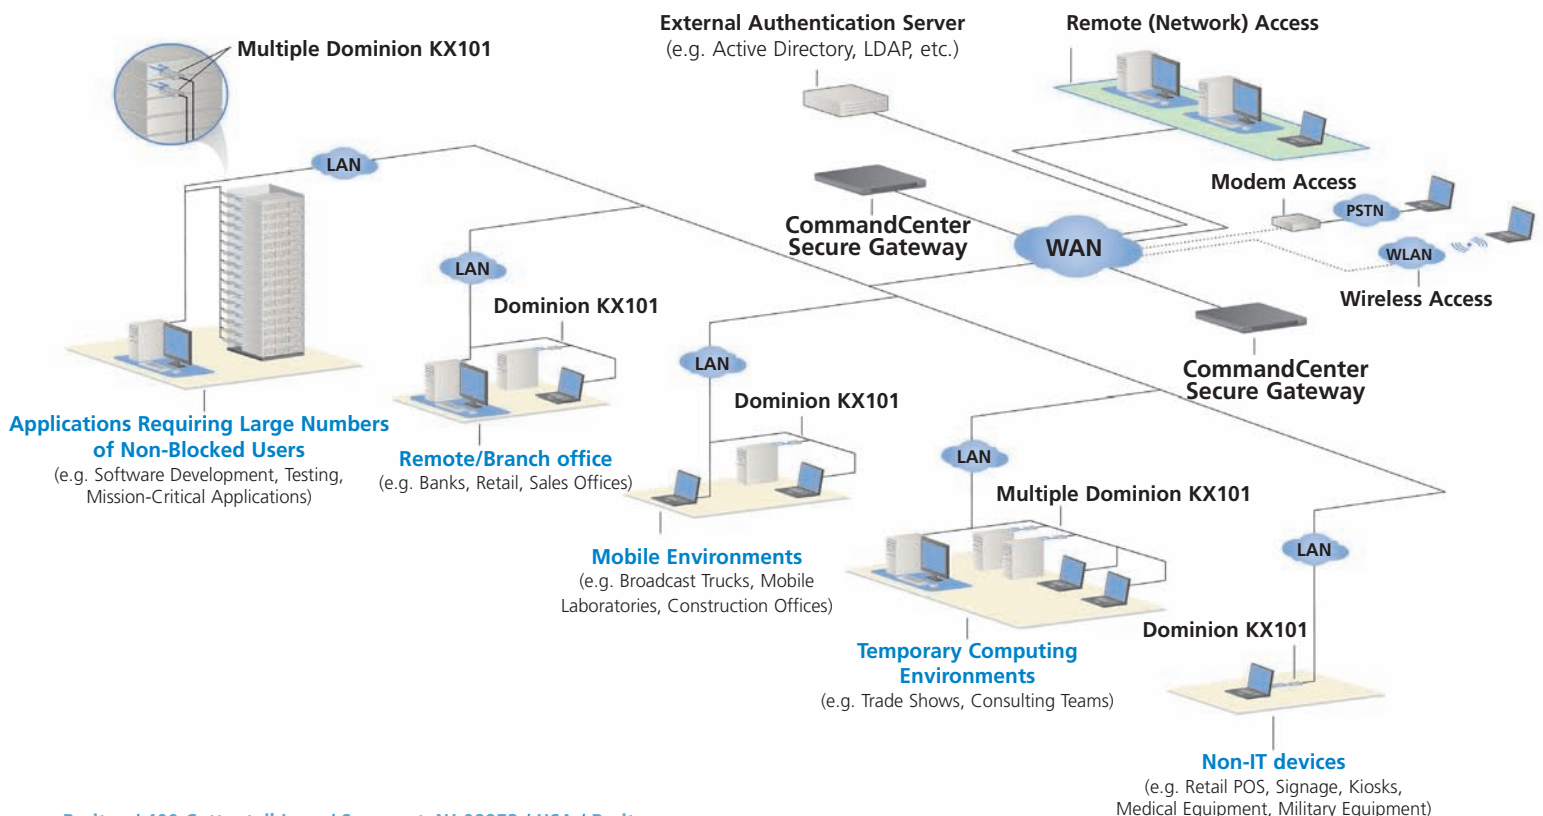 External Authentication Server
(e.g. Active Directory, LDAP, etc.)
Remote (Network) Access
Multiple Dominion KX101
LAN
Modem Access
PSTN
CommandCenter
Secure Gateway
WAN
WLAN
Wireless Access
LAN
Dominion KX101
LAN
CommandCenter
Secure Gateway
Dominion KX101
Applications Requiring Large Numbers
of Non-Blocked Users
(e.g. Software Development, Testing,
Mission-Critical Applications)
Remote/Branch office
(e.g. Banks, Retail, Sales Offices)
LAN
Multiple Dominion KX101
Mobile Environments
(e.g. Broadcast Trucks, Mobile
Laboratories, Construction Offices)
LAN
Dominion KX101
Temporary Computing
Environments
(e.g. Trade Shows, Consulting Teams)
Non-IT devices
(e.g. Retail POS, Signage, Kiosks,
Medical Equipment, Military Equipment)